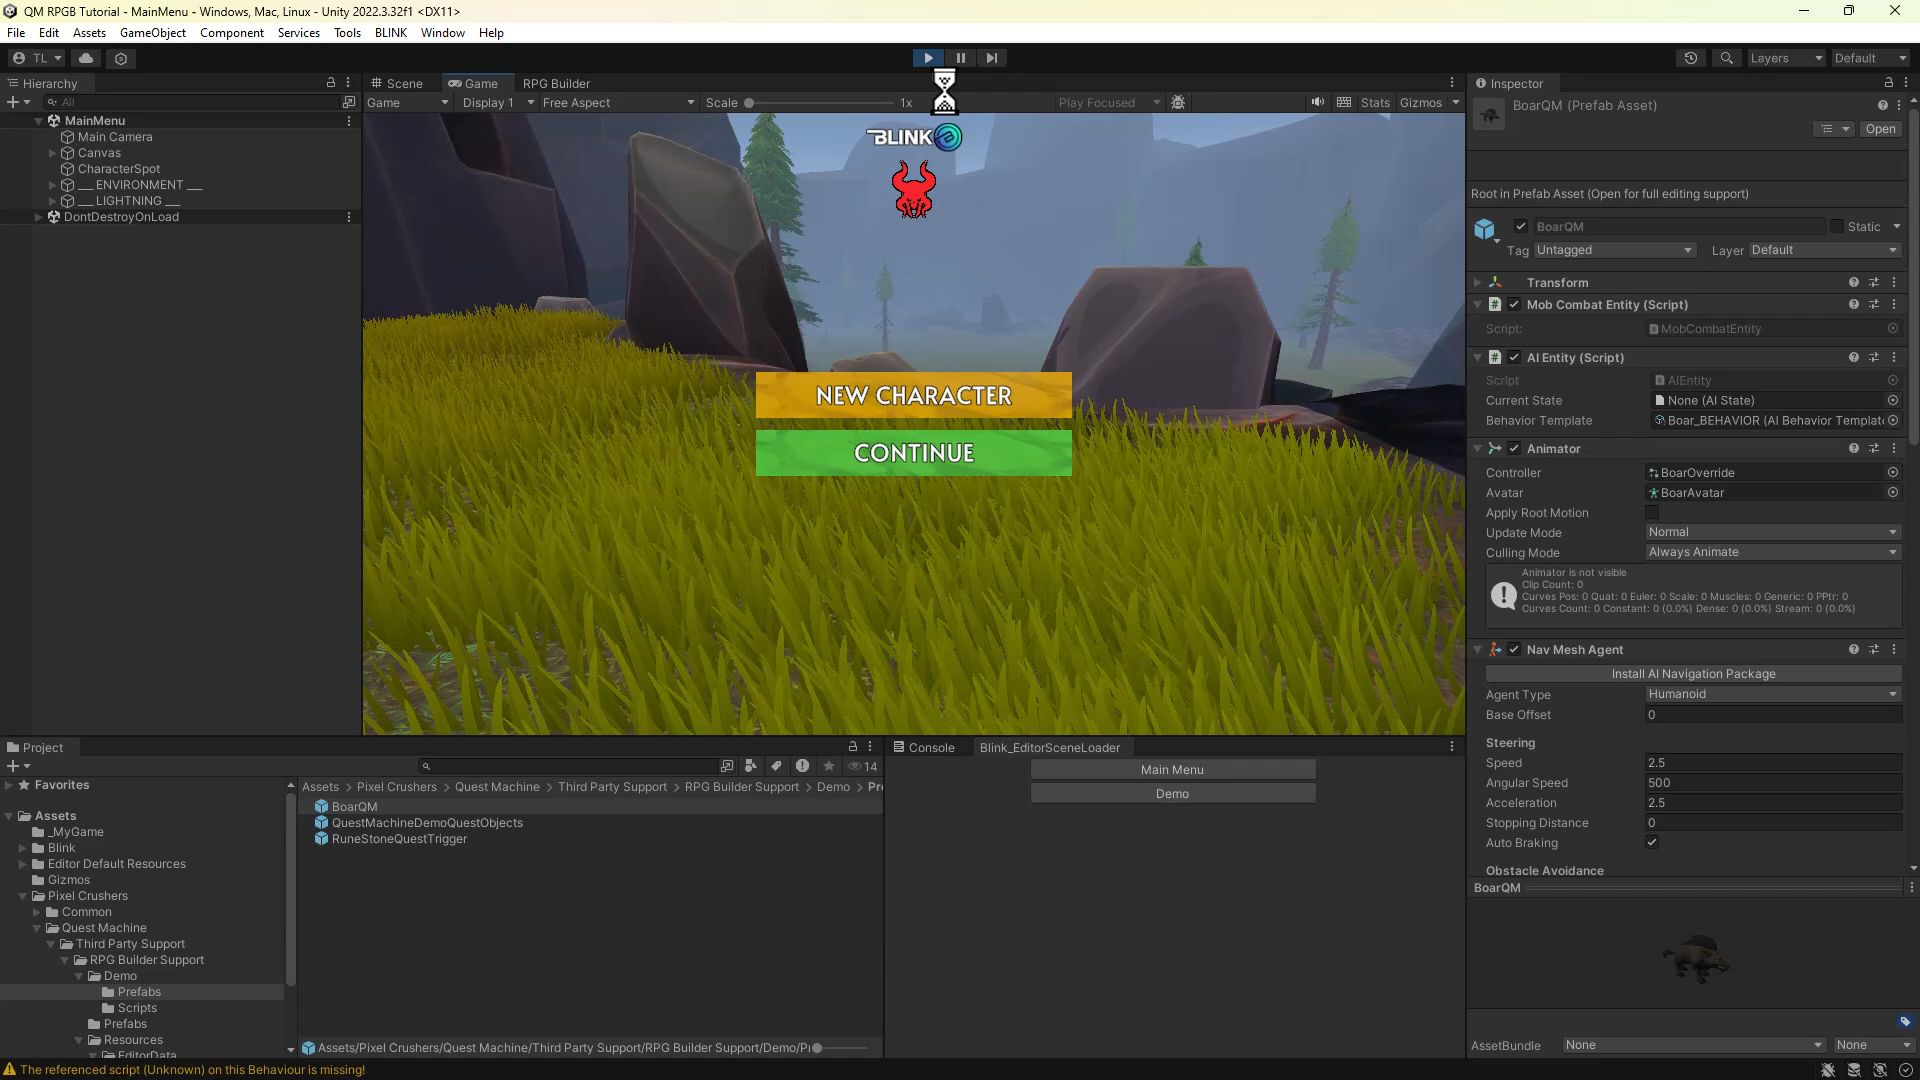 QM RPGB Tutorial - MainMenu - Windows, Mac, Linux - Unity 2022.3.32f1 <DX11>
File Edit Assets GameObject Component Services Tools BLINK Window Help
TL Layers Default
Hierarchy
All
MainMenu
Main Camera
Canvas
CharacterSpot
___ ENVIRONMENT ___
___ LIGHTNING ___
DontDestroyOnLoad
Scene Game RPG Builder
Game Display 1 Free Aspect Scale 1x Play Focused Stats Gizmos
BLINK
NEW CHARACTER
CONTINUE
Inspector
BoarQM (Prefab Asset)
Open
Root in Prefab Asset (Open for full editing support)
BoarQM Static
Tag Untagged Layer Default
Transform
Mob Combat Entity (Script)
Script: MobCombatEntity
AI Entity (Script)
Script AIEntity
Current State None (AI State)
Behavior Template Boar_BEHAVIOR (AI Behavior Template
Animator
Controller BoarOverride
Avatar BoarAvatar
Apply Root Motion
Update Mode Normal
Culling Mode Always Animate
Animator is not visible
Clip Count: 0
Curves Pos: 0 Quat: 0 Euler: 0 Scale: 0 Muscles: 0 Generic: 0 PPtr: 0
Curves Count: 0 Constant: 0 (0.0%) Dense: 0 (0.0%) Stream: 0 (0.0%)
Nav Mesh Agent
Install AI Navigation Package
Agent Type Humanoid
Base Offset 0
Steering
Speed 2.5
Angular Speed 500
Acceleration 2.5
Stopping Distance 0
Auto Braking
Obstacle Avoidance
BoarQM
AssetBundle None None
Project
14
Favorites
Assets
_MyGame
Blink
Editor Default Resources
Gizmos
Pixel Crushers
Common
Quest Machine
Third Party Support
RPG Builder Support
Demo
Prefabs
Scripts
Prefabs
Resources
EditorData
Assets > Pixel Crushers > Quest Machine > Third Party Support > RPG Builder Support > Demo > Pre
BoarQM
QuestMachineDemoQuestObjects
RuneStoneQuestTrigger
Assets/Pixel Crushers/Quest Machine/Third Party Support/RPG Builder Support/Demo/Pr
Console Blink_EditorSceneLoader
Main Menu
Demo
The referenced script (Unknown) on this Behaviour is missing!